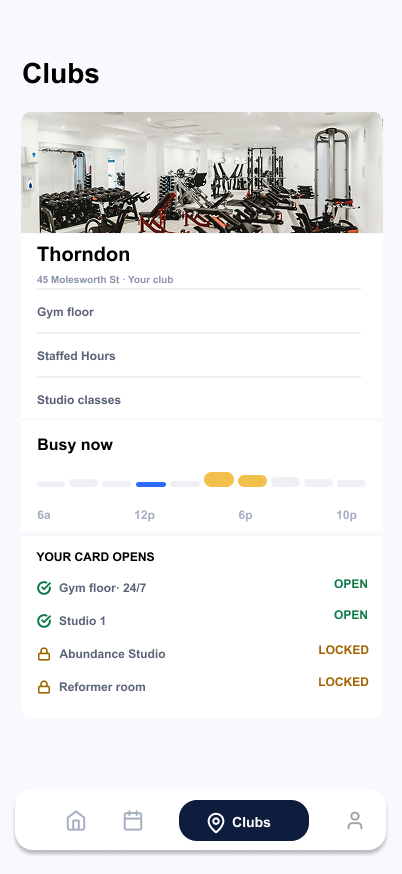 Clubs
Thorndon
45 Molesworth St · Your club
Gym floor
Staffed Hours
Studio classes
Busy now
6a 12p 6p 10p
YOUR CARD OPENS
Gym floor· 24/7 OPEN
Studio 1 OPEN
Abundance Studio LOCKED
Reformer room LOCKED
Clubs